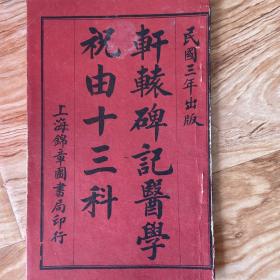 民國三年出版
軒轅碑記醫學
祝由十三科
上海錦章圖書局印行